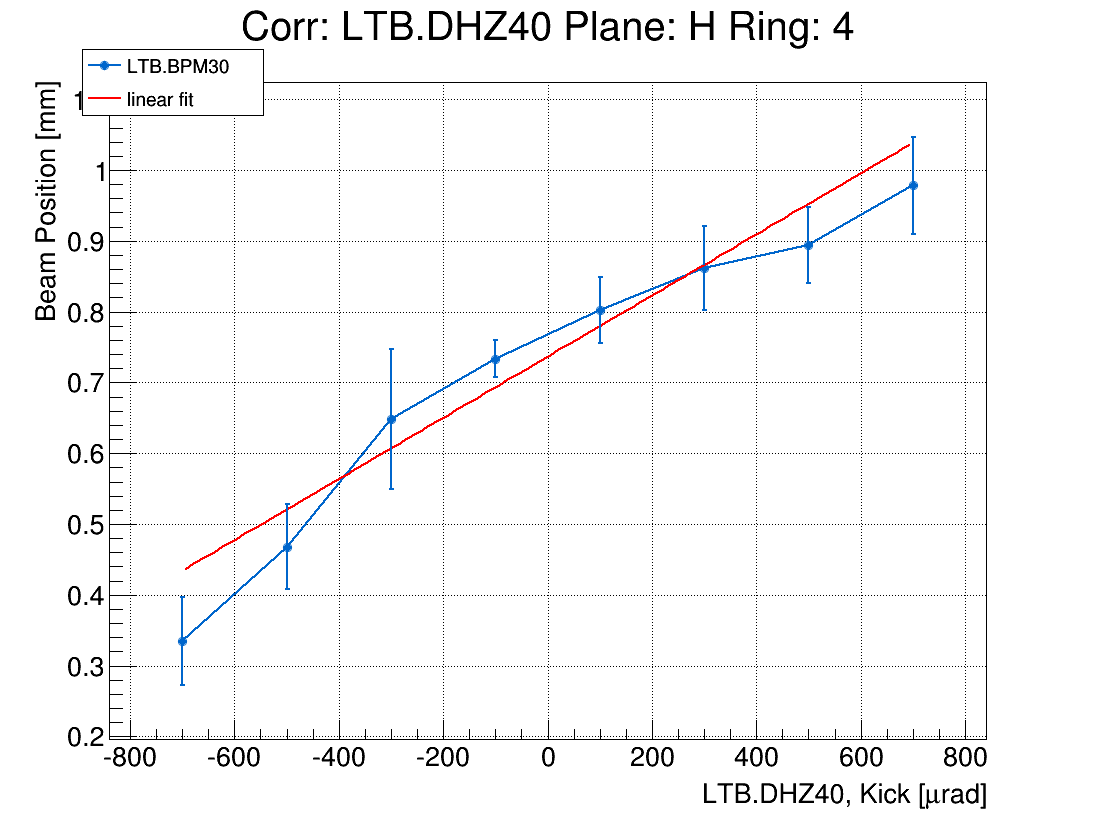 Corr: LTB.DHZ40 Plane: H Ring: 4
LTB.BPM30
linear fit
Beam Position [mm]
1
0.9
0.8
0.7
0.6
0.5
0.4
0.3
0.2
-800 -600 -400 -200 0 200 400 600 800
LTB.DHZ40, Kick [μrad]